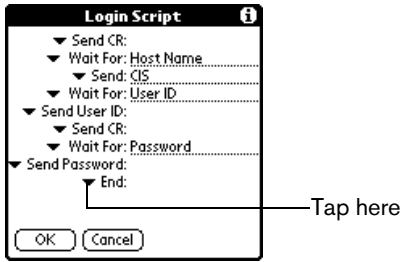 Login Script
Send CR:
Wait For: Host Name
Send: CIS
Wait For: User ID
Send User ID:
Send CR:
Wait For: Password
Send Password:
End:
Tap here
OK Cancel